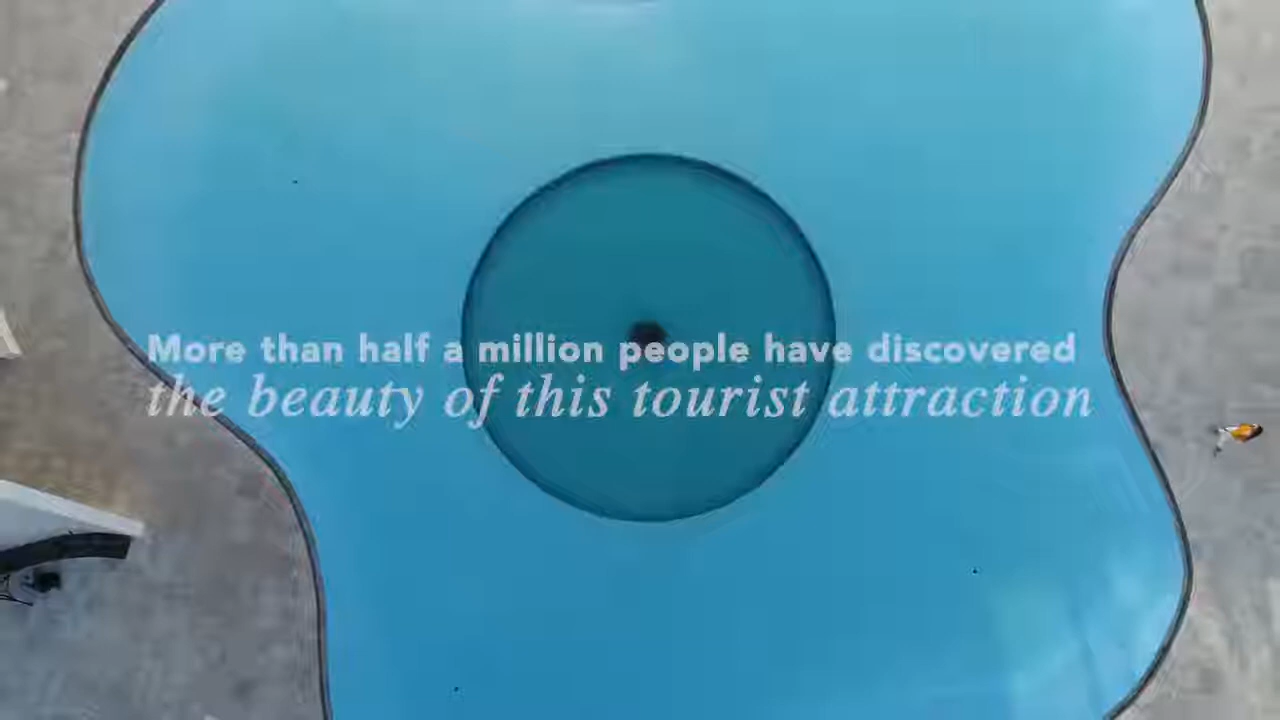 More than half a million people have discovered
the beauty of this tourist attraction